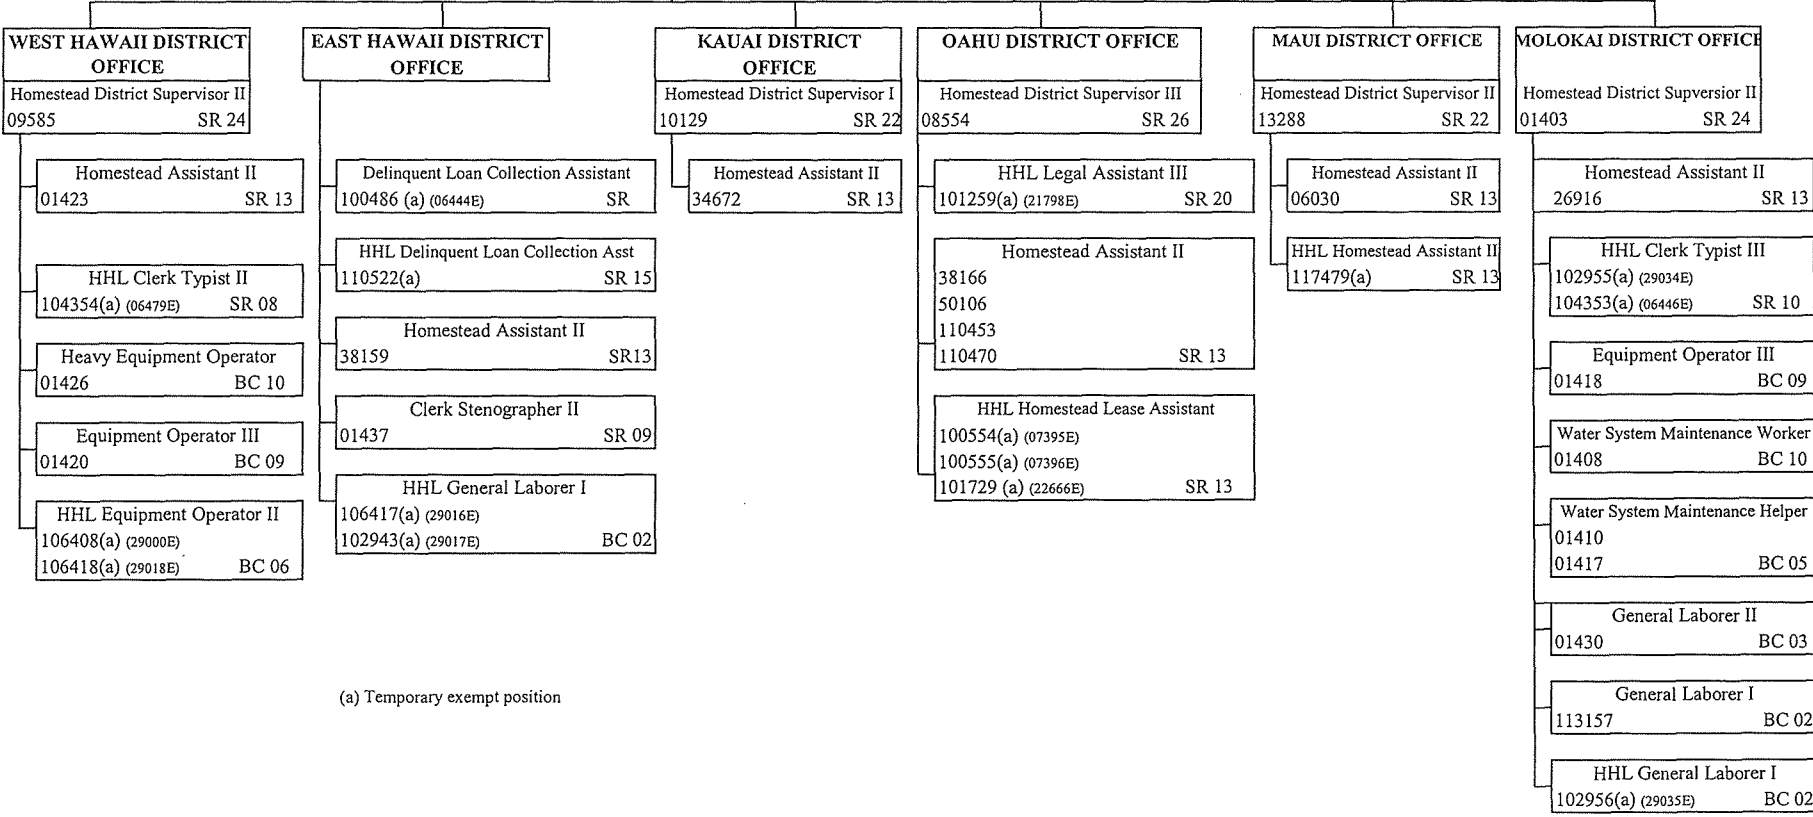 WEST HAWAII DISTRICT
OFFICE
Homestead District Supervisor II
09585 SR 24
Homestead Assistant II
01423 SR 13
HHL Clerk Typist II
104354(a) (06479E) SR 08
Heavy Equipment Operator
01426 BC 10
Equipment Operator III
01420 BC 09
HHL Equipment Operator II
106408(a) (29000E)
106418(a) (29018E) BC 06
EAST HAWAII DISTRICT
OFFICE
Delinquent Loan Collection Assistant
100486 (a) (06444E) SR
HHL Delinquent Loan Collection Asst
110522(a) SR 15
Homestead Assistant II
38159 SR13
Clerk Stenographer II
01437 SR 09
HHL General Laborer I
106417(a) (29016E)
102943(a) (29017E) BC 02
KAUAI DISTRICT
OFFICE
Homestead District Supervisor I
10129 SR 22
Homestead Assistant II
34672 SR 13
OAHU DISTRICT OFFICE
Homestead District Supervisor III
08554 SR 26
HHL Legal Assistant III
101259(a) (21798E) SR 20
Homestead Assistant II
38166
50106
110453
110470 SR 13
HHL Homestead Lease Assistant
100554(a) (07395E)
100555(a) (07396E)
101729 (a) (22666E) SR 13
MAUI DISTRICT OFFICE
Homestead District Supervisor II
13288 SR 22
Homestead Assistant II
06030 SR 13
HHL Homestead Assistant II
117479(a) SR 13
MOLOKAI DISTRICT OFFICE
Homestead District Supversior II
01403 SR 24
Homestead Assistant II
26916 SR 13
HHL Clerk Typist III
102955(a) (29034E)
104353(a) (06446E) SR 10
Equipment Operator III
01418 BC 09
Water System Maintenance Worker
01408 BC 10
Water System Maintenance Helper
01410
01417 BC 05
General Laborer II
01430 BC 03
General Laborer I
113157 BC 02
HHL General Laborer I
102956(a) (29035E) BC 02
(a) Temporary exempt position